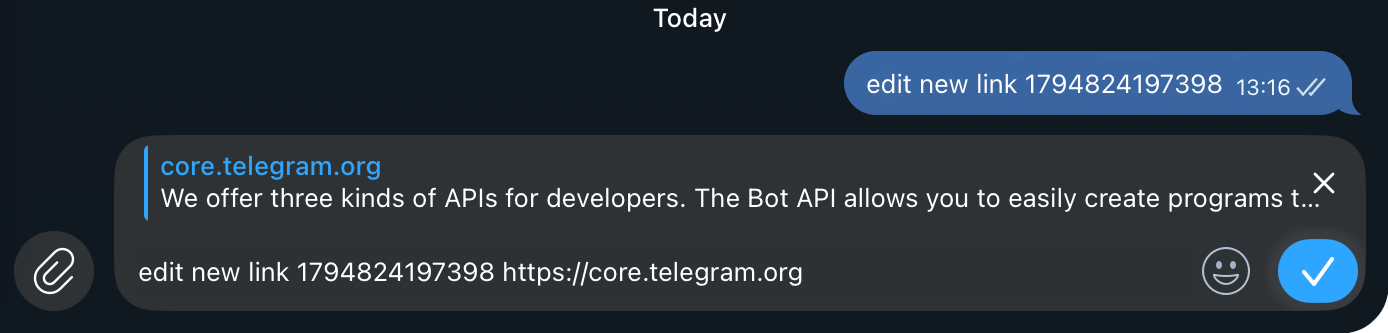 Today
edit new link 1794824197398 13:16
core.telegram.org
We offer three kinds of APIs for developers. The Bot API allows you to easily create programs t...
edit new link 1794824197398 https://core.telegram.org